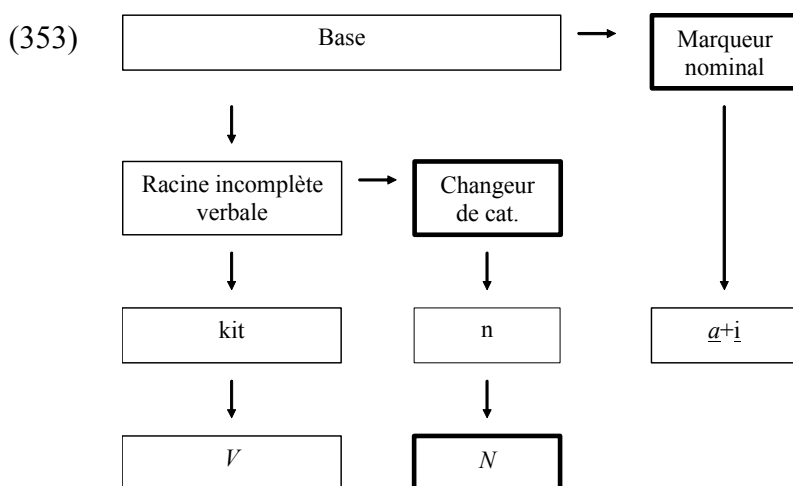 (353)
Base
Marqueur
nominal
Racine incomplète
verbale
Changeur
de cat.
kit
n
a+i
V
N